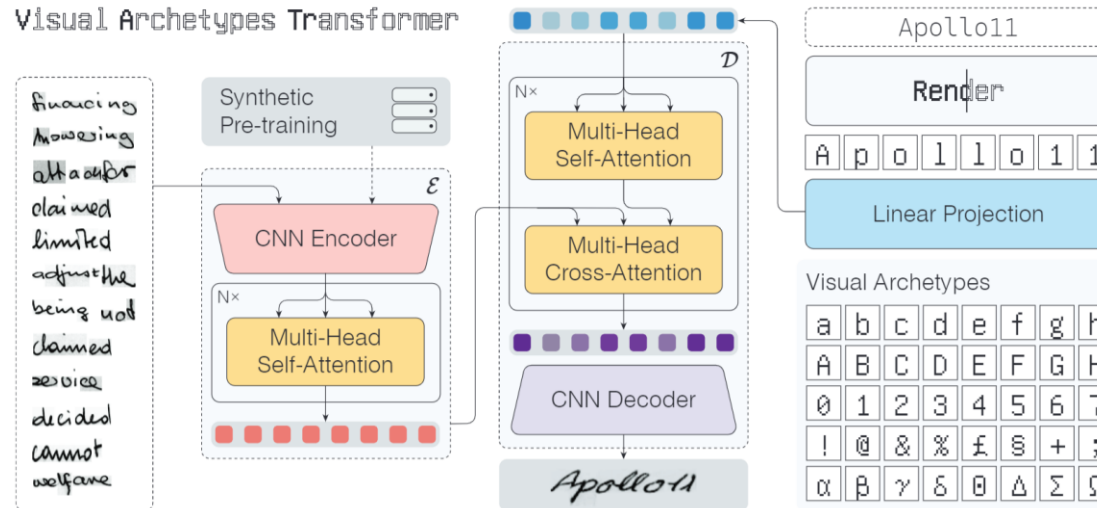 Visual Archetypes Transformer
financing
howering
attacksfor
claimed
limited
adjust the
being not
claimed
service
decided
cannot
welfare
Synthetic
Pre-training
ℰ
CNN Encoder
N×
Multi-Head
Self-Attention
𝒟
N×
Multi-Head
Self-Attention
Multi-Head
Cross-Attention
CNN Decoder
Apollo11
Apollo11
Render
A p o l l o 1 1
Linear Projection
Visual Archetypes
a b c d e f g h
A B C D E F G H
0 1 2 3 4 5 6 7
! @ & % £ § + ;
α β γ δ θ Δ Σ Ω